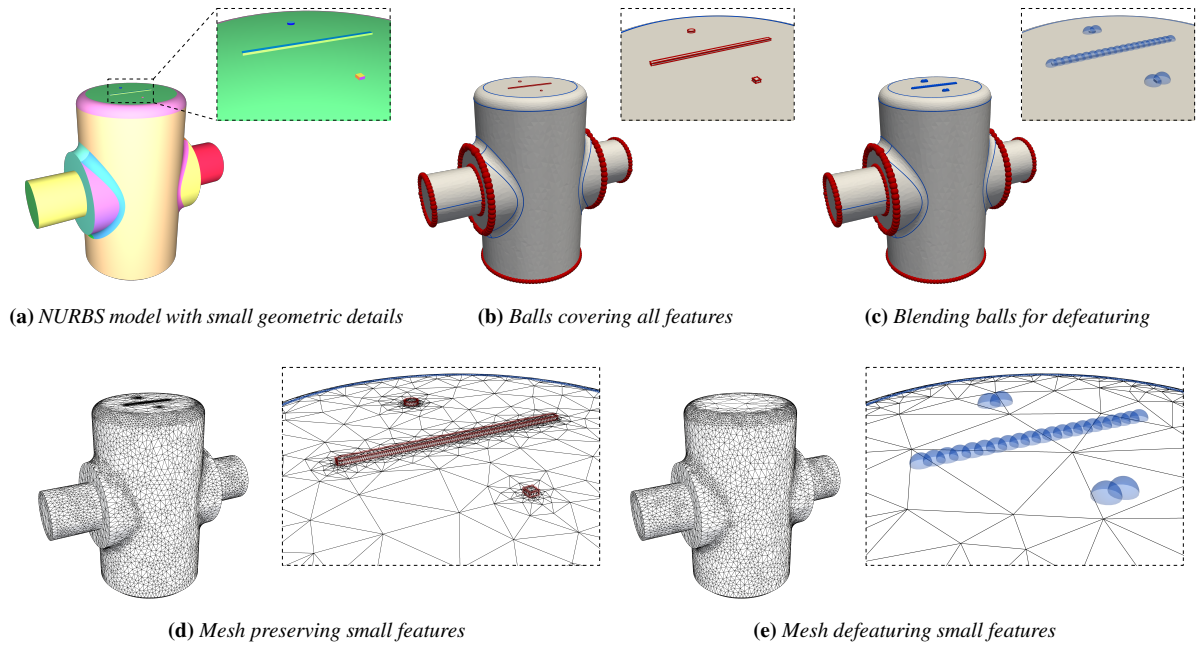 (a) NURBS model with small geometric details
(b) Balls covering all features
(c) Blending balls for defeaturing
(d) Mesh preserving small features
(e) Mesh defeaturing small features